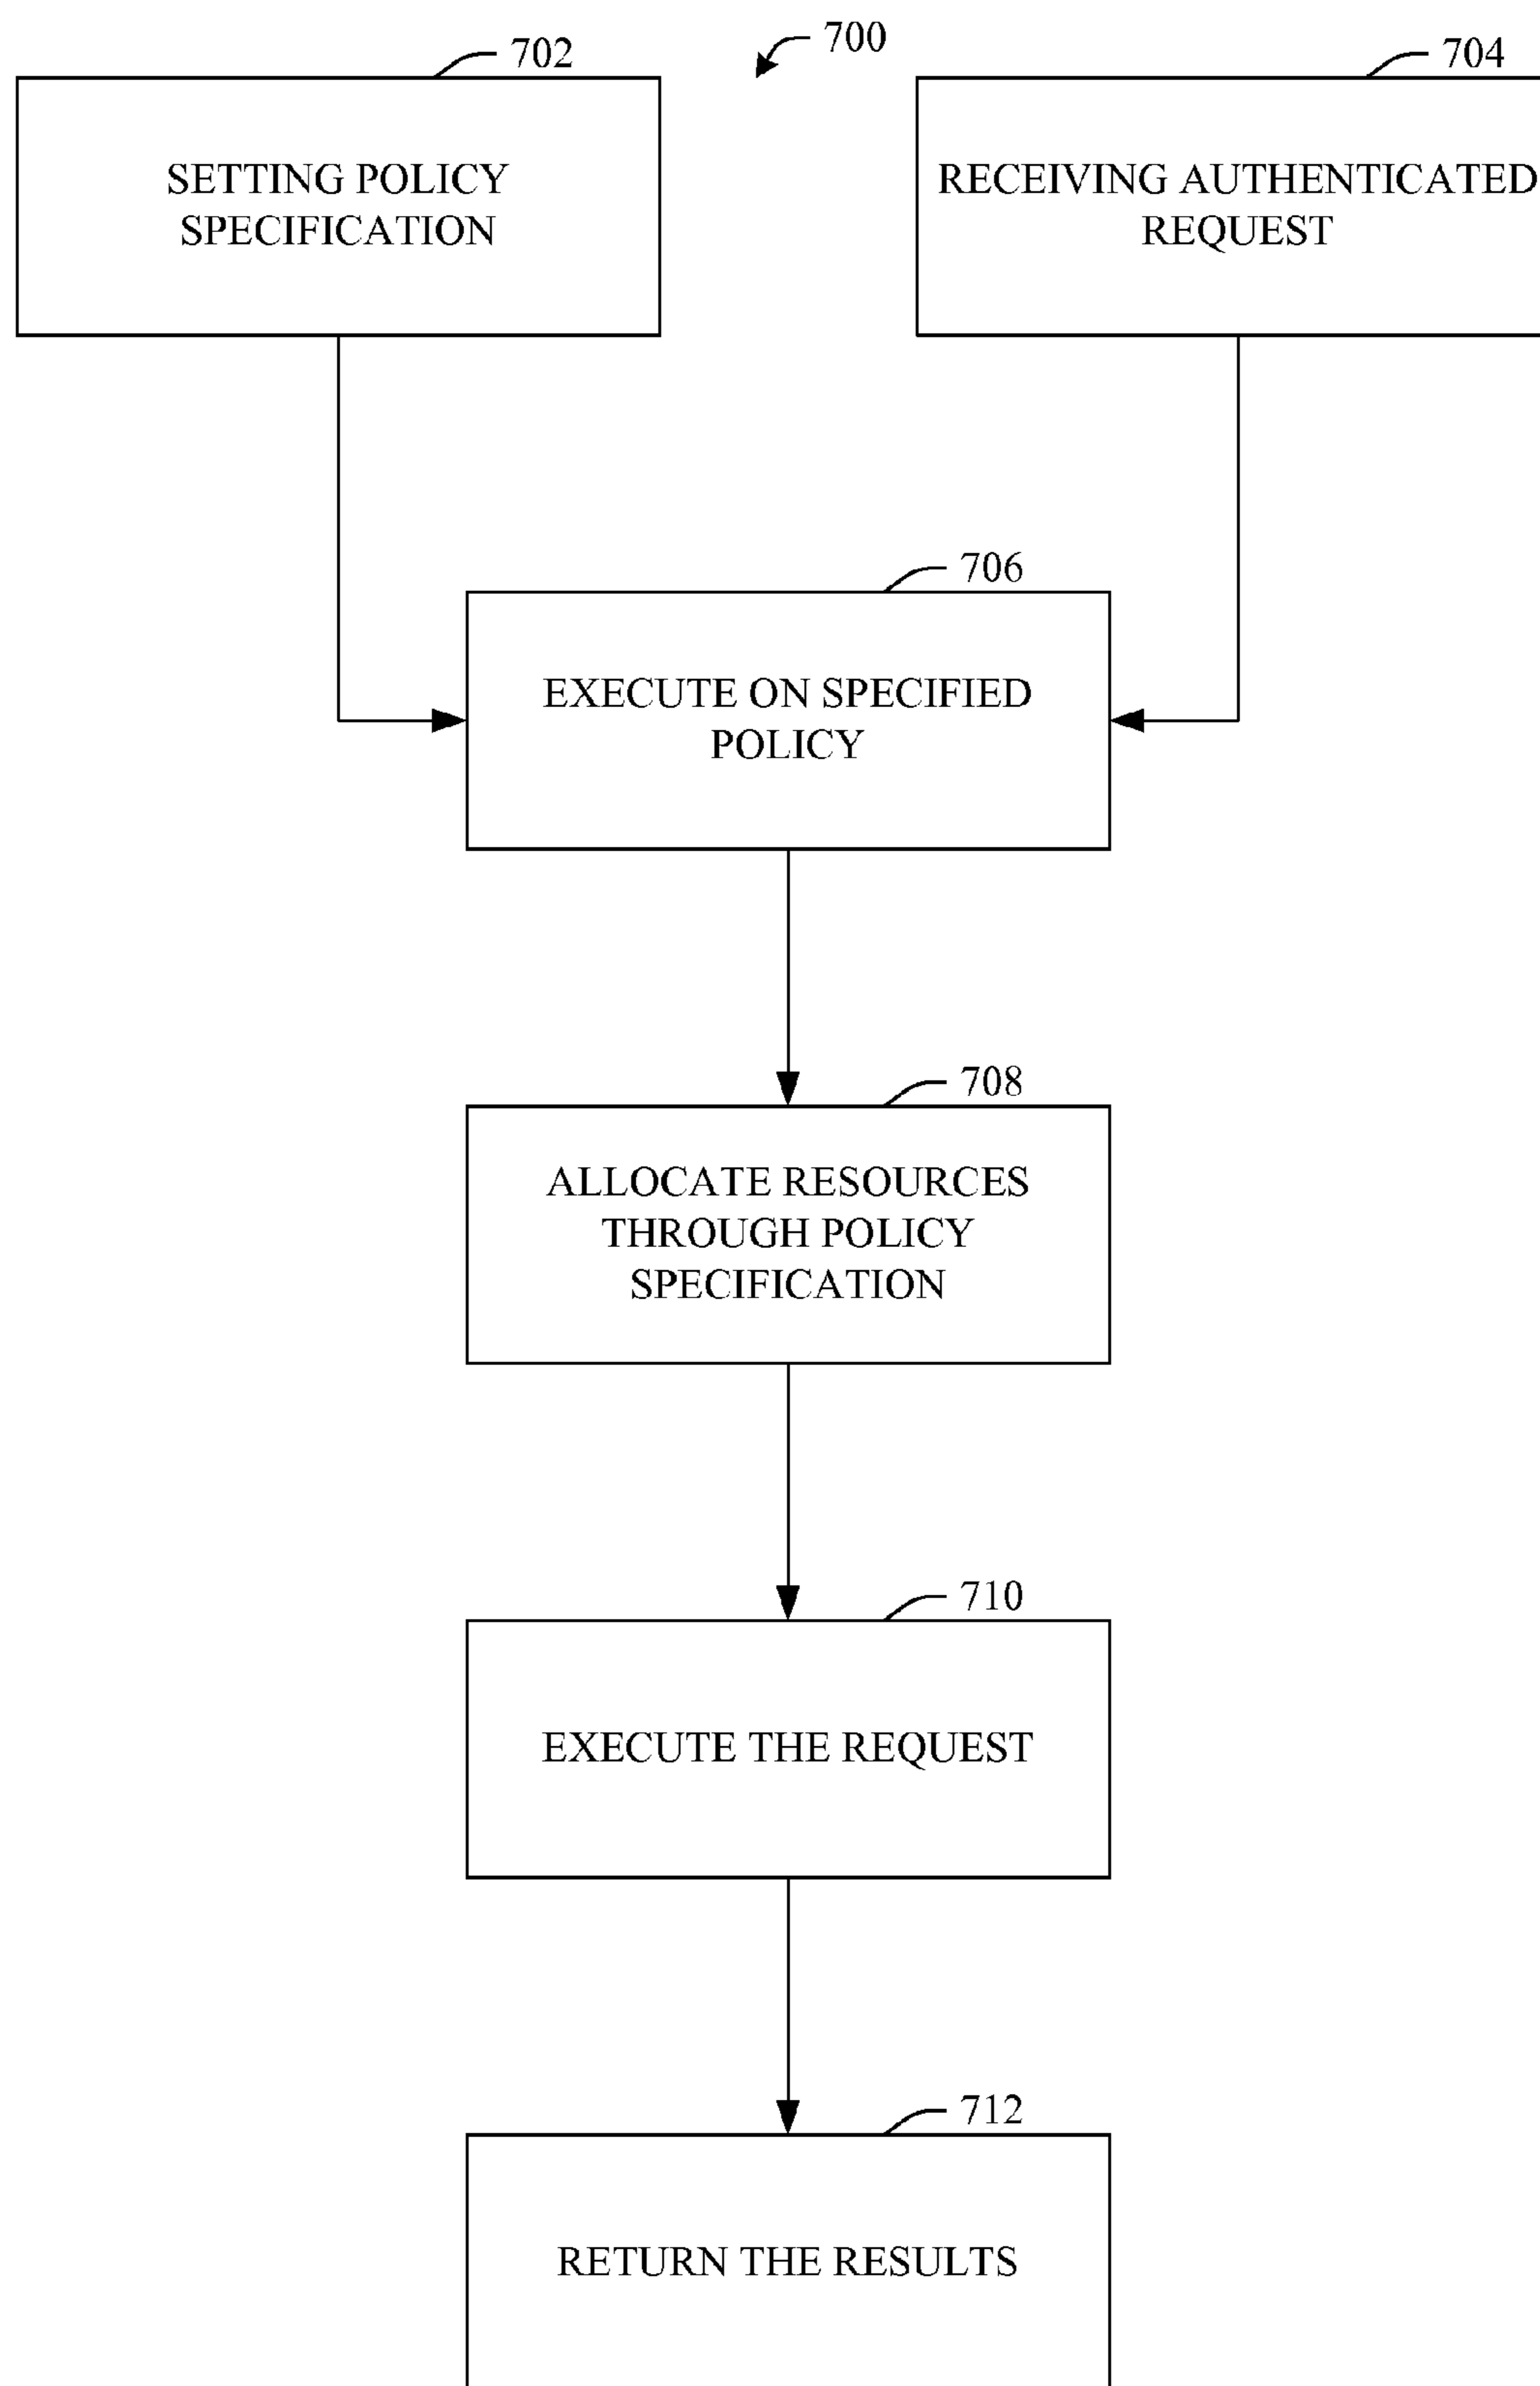 700
702
SETTING POLICY
SPECIFICATION
704
RECEIVING AUTHENTICATED
REQUEST
706
EXECUTE ON SPECIFIED
POLICY
708
ALLOCATE RESOURCES
THROUGH POLICY
SPECIFICATION
710
EXECUTE THE REQUEST
712
RETURN THE RESULTS